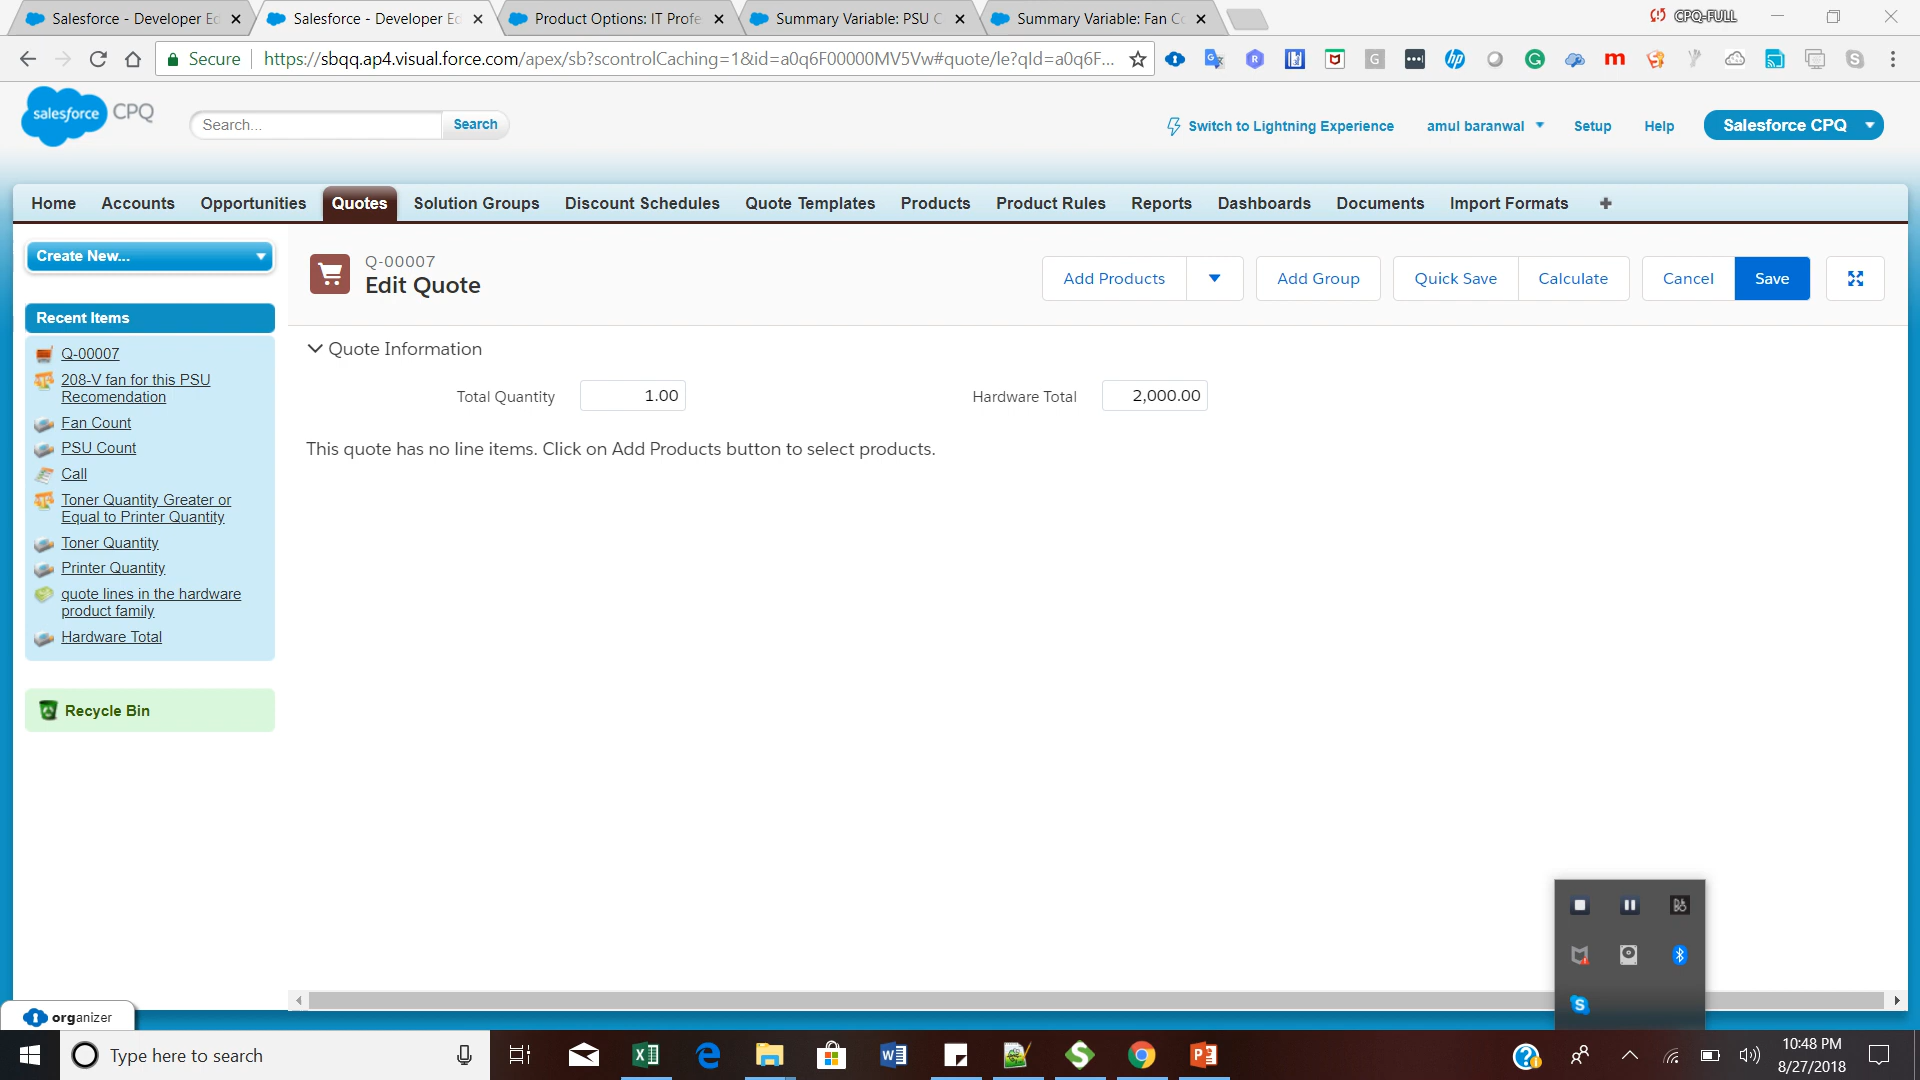 Salesforce - Developer Ec
Salesforce - Developer Ec
Product Options: IT Profe
Summary Variable: PSU C
Summary Variable: Fan Co
CPQ-FULL
Secure
https://sbqq.ap4.visual.force.com/apex/sb?scontrolCaching=1&id=a0q6F00000MV5Vw#quote/le?qId=a0q6F...
salesforce CPQ
Search...
Search
Switch to Lightning Experience
amul baranwal
Setup
Help
Salesforce CPQ
Home
Accounts
Opportunities
Quotes
Solution Groups
Discount Schedules
Quote Templates
Products
Product Rules
Reports
Dashboards
Documents
Import Formats
Create New...
Q-00007
Edit Quote
Add Products
Add Group
Quick Save
Calculate
Cancel
Save
Recent Items
Q-00007
208-V fan for this PSU
Recomendation
Fan Count
PSU Count
Call
Toner Quantity Greater or
Equal to Printer Quantity
Toner Quantity
Printer Quantity
quote lines in the hardware
product family
Hardware Total
Recycle Bin
Quote Information
Total Quantity
1.00
Hardware Total
2,000.00
This quote has no line items. Click on Add Products button to select products.
organizer
Type here to search
10:48 PM
8/27/2018